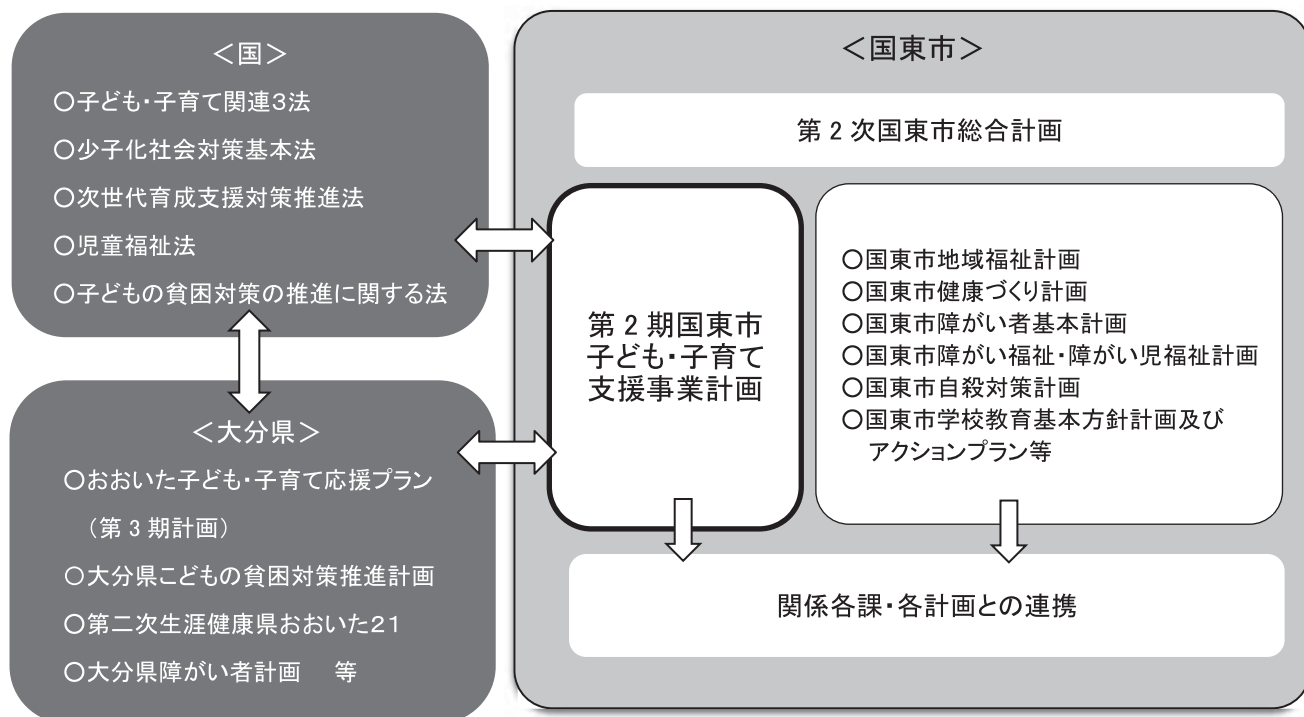 ＜国＞
○子ども・子育て関連３法
○少子化社会対策基本法
○次世代育成支援対策推進法
○児童福祉法
○子どもの貧困対策の推進に関する法
＜大分県＞
○おおいた子ども・子育て応援プラン
（第３期計画）
○大分県こどもの貧困対策推進計画
○第二次生涯健康県おおいた２１
○大分県障がい者計画　等
＜国東市＞
第２次国東市総合計画
第２期国東市
子ども・子育て
支援事業計画
○国東市地域福祉計画
○国東市健康づくり計画
○国東市障がい者基本計画
○国東市障がい福祉・障がい児福祉計画
○国東市自殺対策計画
○国東市学校教育基本方針計画及び
アクションプラン等
関係各課・各計画との連携